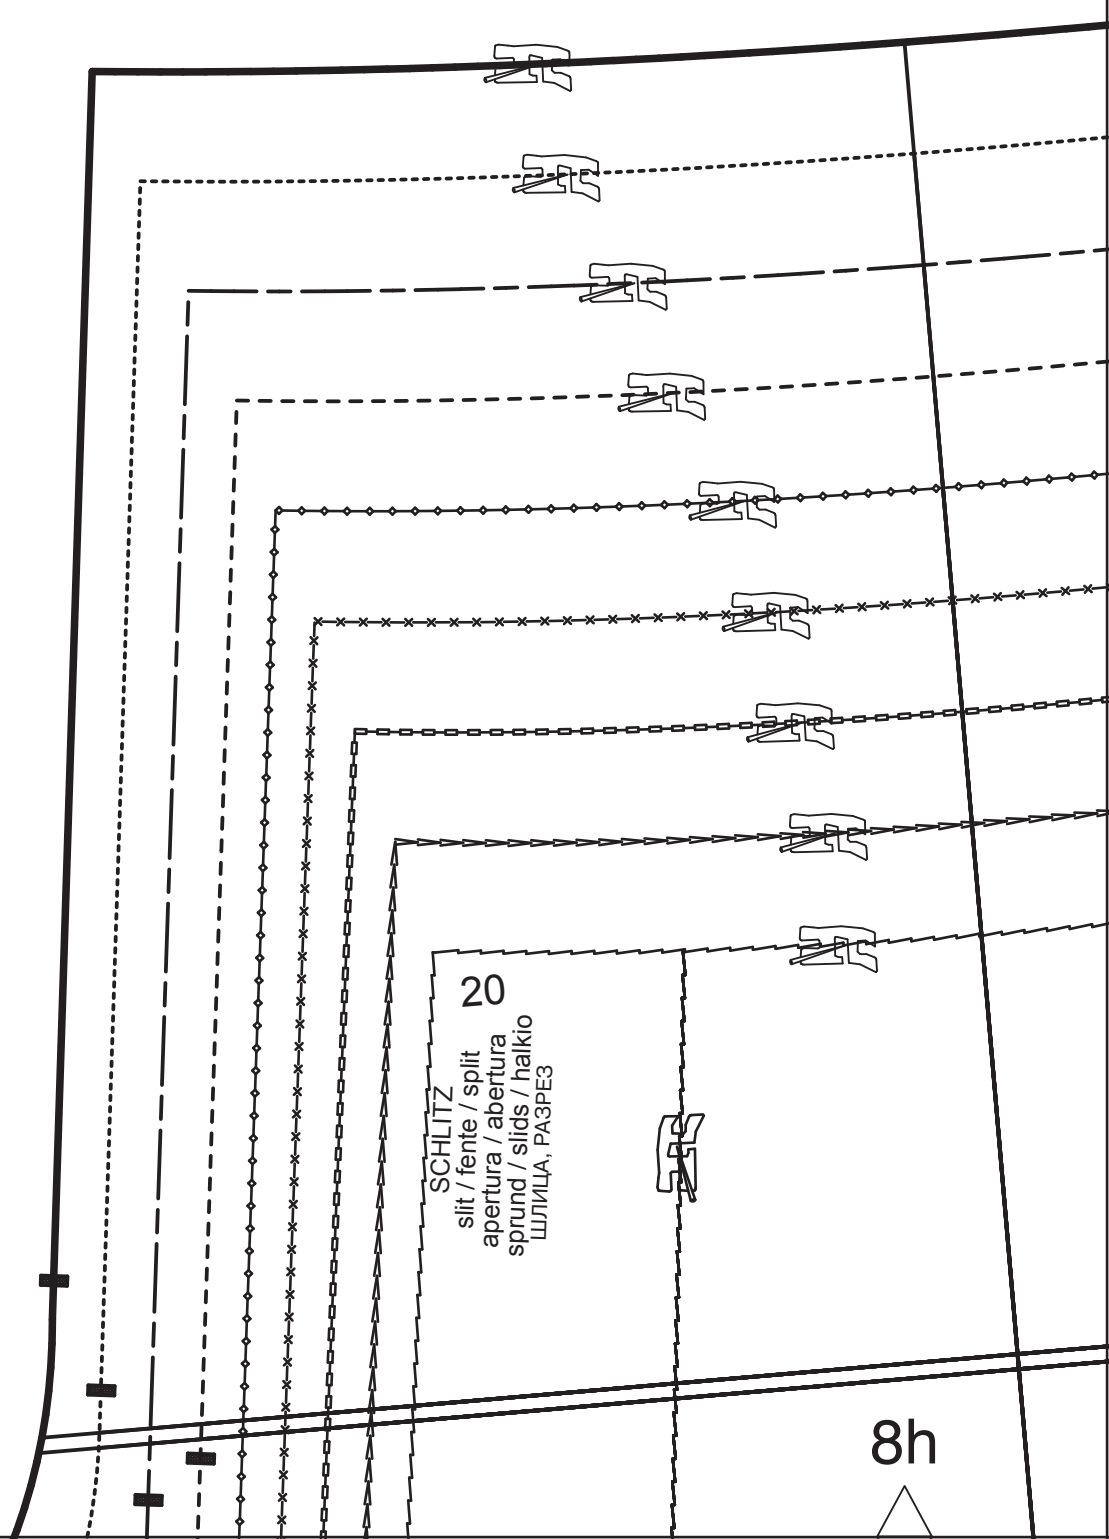 20
SCHLITZ
slit / fente / split
apertura / abertura
sprund / slids / halkio
ШЛИЦА, РАЗРЕЗ
8h